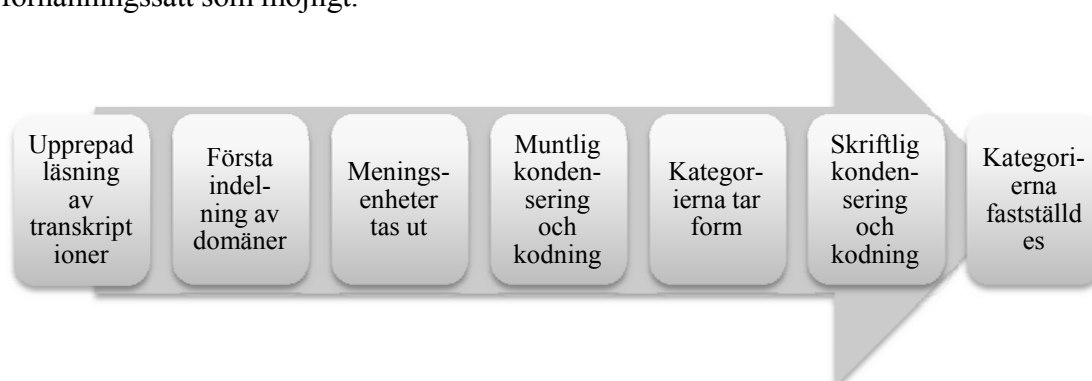 förhållningssätt som möjligt.
Upprepad
läsning
av
transkript
ioner
Första
indel-
ning av
domäner
Menings-
enheter
tas ut
Muntlig
konden-
sering
och
kodning
Kategor-
ierna tar
form
Skriftlig
konden-
sering
och
kodning
Kategori-
erna
fastställd
es